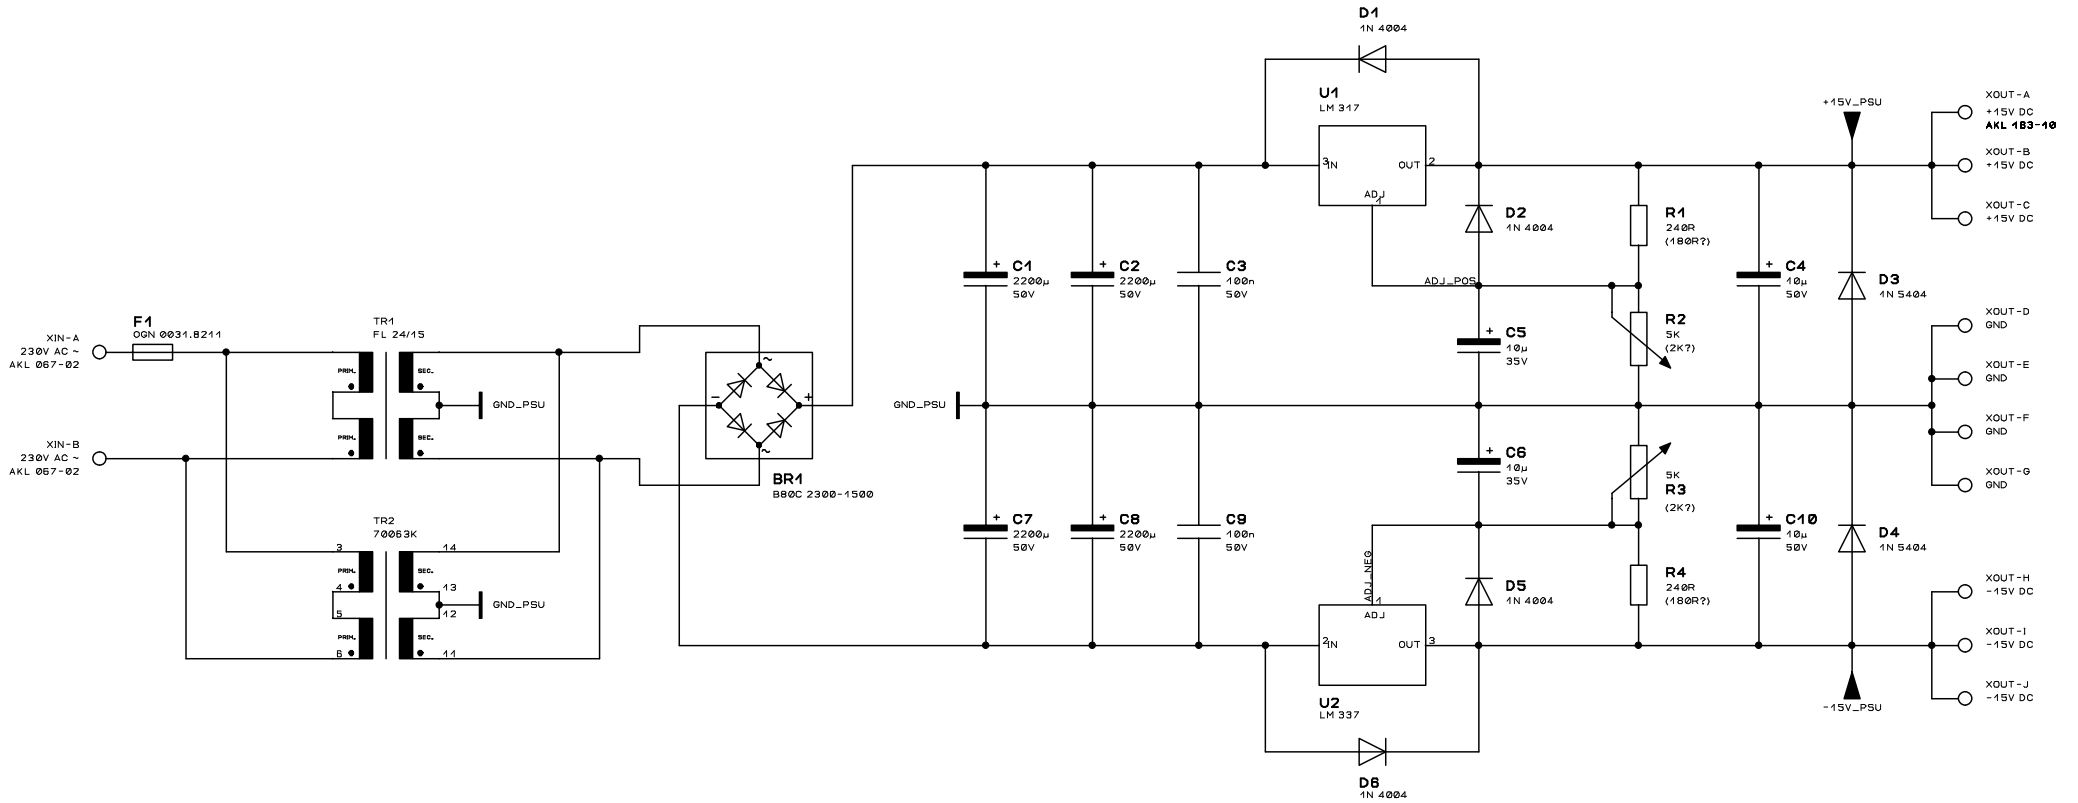 D1
1N 4004
U1
LM 317
3
IN
OUT
2
ADJ
1
+15V_PSU
XOUT-A
+15V DC
AKL 183-10
XOUT-B
+15V DC
XOUT-C
+15V DC
D2
1N 4004
R1
240R
(180R?)
ADJ_POS
+
C1
2200µ
50V
+
C2
2200µ
50V
C3
100n
50V
+
C4
10µ
50V
D3
1N 5404
+
C5
10µ
35V
R2
5K
(2K?)
XOUT-D
GND
XOUT-E
GND
XOUT-F
GND
XOUT-G
GND
XIN-A
230V AC ~
AKL 067-02
F1
OGN 0031.8211
XIN-B
230V AC ~
AKL 067-02
TR1
FL 24/15
PRIM.
SEC.
GND_PSU
PRIM.
SEC.
~
-
+
~
BR1
B80C 2300-1500
GND_PSU
TR2
70063K
3
14
PRIM.
SEC.
4
13
GND_PSU
5
12
PRIM.
SEC.
6
11
+
C6
10µ
35V
5K
R3
(2K?)
+
C7
2200µ
50V
+
C8
2200µ
50V
C9
100n
50V
+
C10
10µ
50V
D4
1N 5404
ADJ_NEG
1
ADJ
D5
1N 4004
R4
240R
(180R?)
2
IN
OUT
3
U2
LM 337
D6
1N 4004
XOUT-H
-15V DC
XOUT-I
-15V DC
XOUT-J
-15V DC
-15V_PSU